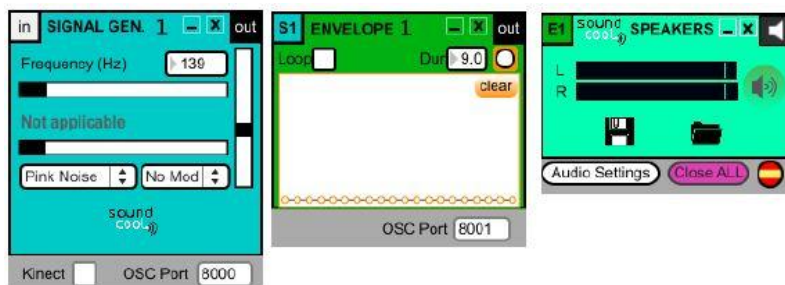 in SIGNAL GEN. 1 out
Frequency (Hz) 139
Not applicable
Pink Noise No Mod
sound
cool
Kinect OSC Port 8000
S1 ENVELOPE 1 X out
Loop Dur 9.0
clear
OSC Port 8001
E1 sound cool SPEAKERS X
L
R
Audio Settings Close ALL